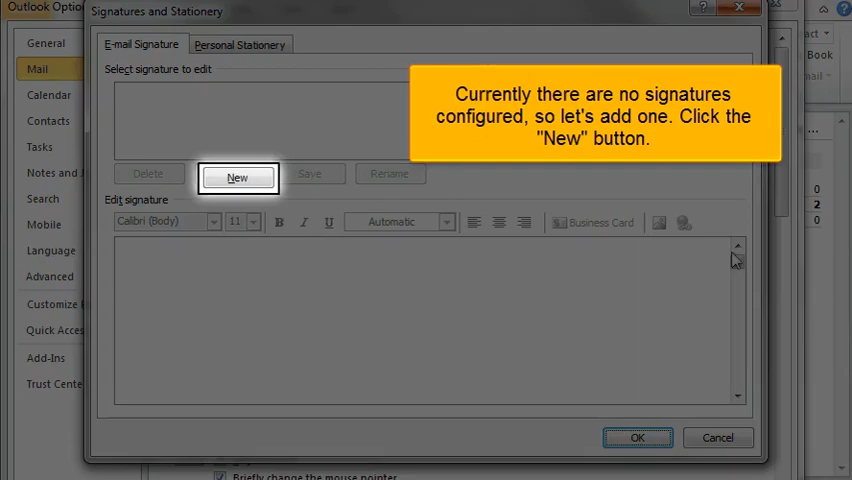 Outlook Optio
Signatures and Stationery
General
Mail
Calendar
Contacts
Tasks
Notes and J
Search
Mobile
Language
Advanced
Customize
Quick Acces
Add-Ins
Trust Cente
E-mail Signature
Personal Stationery
Select signature to edit
Currently there are no signatures
configured, so let's add one. Click the
"New" button.
Delete
New
Save
Rename
Edit signature
Calibri (Body)
11
B
I
U
Automatic
Business Card
OK
Cancel
Briefly change the mouse pointer
act
Book
mail
...
0
2
0